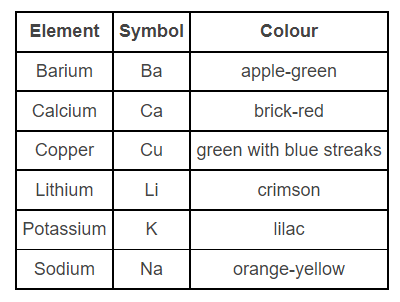 Element Symbol Colour
Barium Ba apple-green
Calcium Ca brick-red
Copper Cu green with blue streaks
Lithium Li crimson
Potassium K lilac
Sodium Na orange-yellow